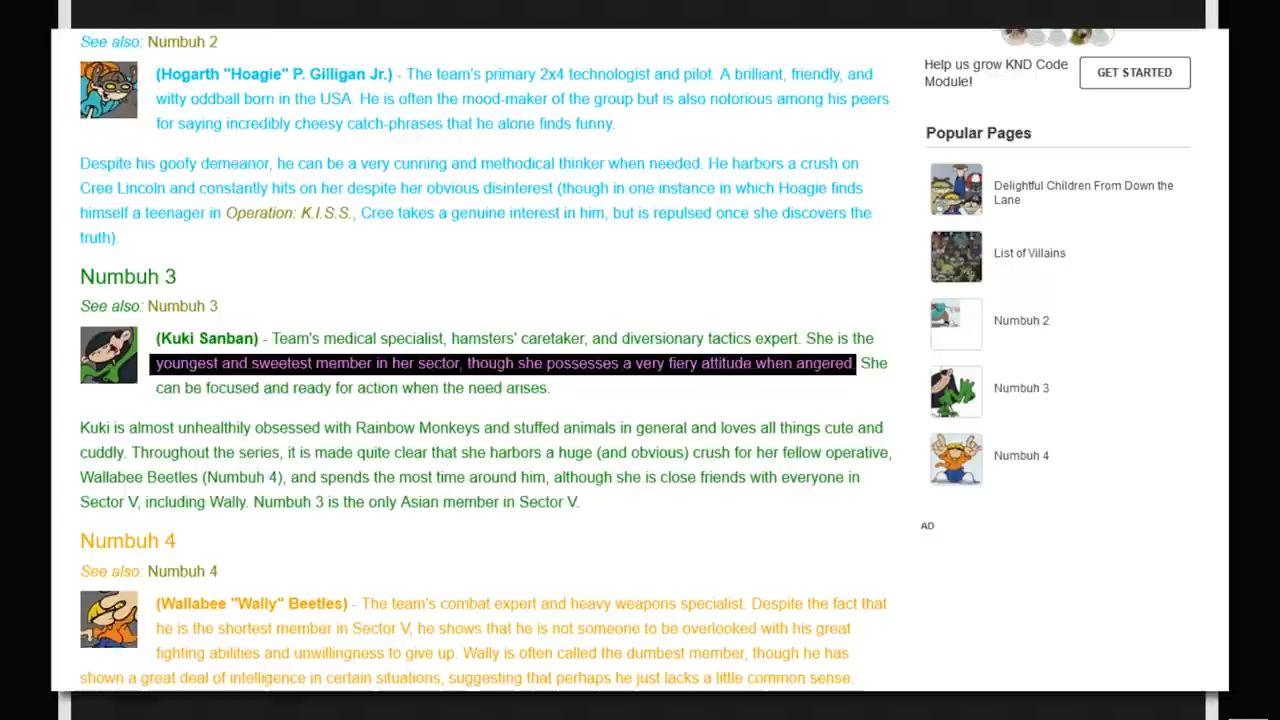 See also: Numbuh 2
(Hogarth "Hoagie" P. Gilligan Jr.) - The team's primary 2x4 technologist and pilot. A brilliant, friendly, and
witty oddball born in the USA. He is often the mood-maker of the group but is also notorious among his peers
for saying incredibly cheesy catch-phrases that he alone finds funny.
Despite his goofy demeanor, he can be a very cunning and methodical thinker when needed. He harbors a crush on
Cree Lincoln and constantly hits on her despite her obvious disinterest (though in one instance in which Hoagie finds
himself a teenager in Operation: K.I.S.S., Cree takes a genuine interest in him, but is repulsed once she discovers the
truth).
Numbuh 3
See also: Numbuh 3
(Kuki Sanban) - Team's medical specialist, hamsters' caretaker, and diversionary tactics expert. She is the
youngest and sweetest member in her sector, though she possesses a very fiery attitude when angered. She
can be focused and ready for action when the need arises.
Kuki is almost unhealthily obsessed with Rainbow Monkeys and stuffed animals in general and loves all things cute and
cuddly. Throughout the series, it is made quite clear that she harbors a huge (and obvious) crush for her fellow operative,
Wallabee Beetles (Numbuh 4), and spends the most time around him, although she is close friends with everyone in
Sector V, including Wally. Numbuh 3 is the only Asian member in Sector V.
Numbuh 4
See also: Numbuh 4
(Wallabee "Wally" Beetles) - The team's combat expert and heavy weapons specialist. Despite the fact that
he is the shortest member in Sector V, he shows that he is not someone to be overlooked with his great
fighting abilities and unwillingness to give up. Wally is often called the dumbest member, though he has
shown a great deal of intelligence in certain situations, suggesting that perhaps he just lacks a little common sense.
Help us grow KND Code
Module!
GET STARTED
Popular Pages
Delightful Children From Down the
Lane
List of Villains
Numbuh 2
Numbuh 3
Numbuh 4
AD